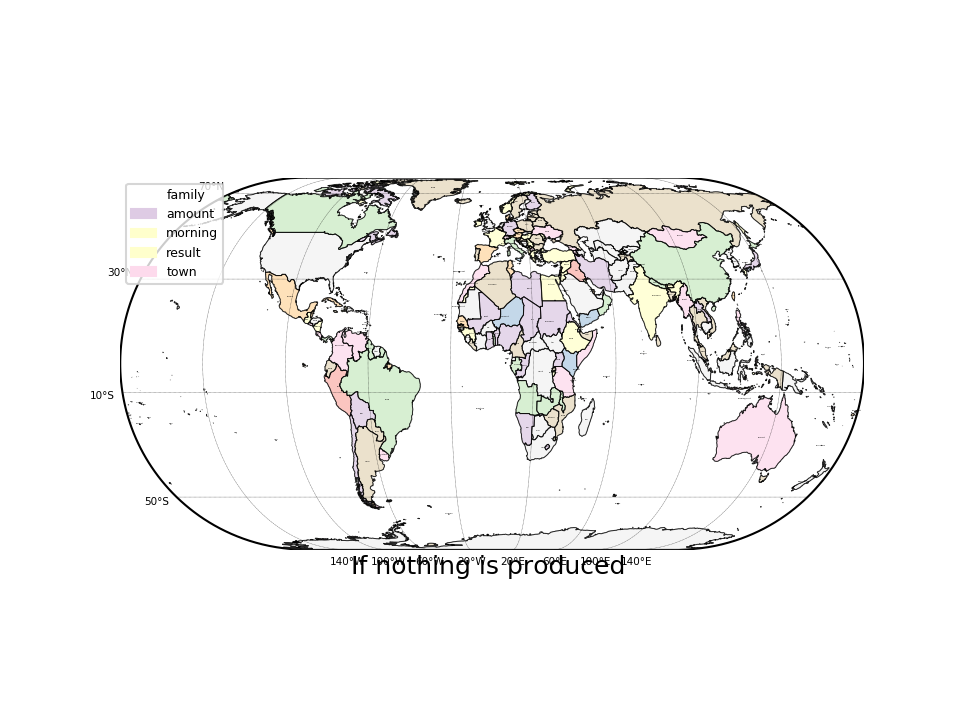 70°N
family
amount
morning
result
town
30°
10°S
50°S
140°W 100°W 60°W 20°W 20°E 60°E 100°E 140°E
If nothing is produced